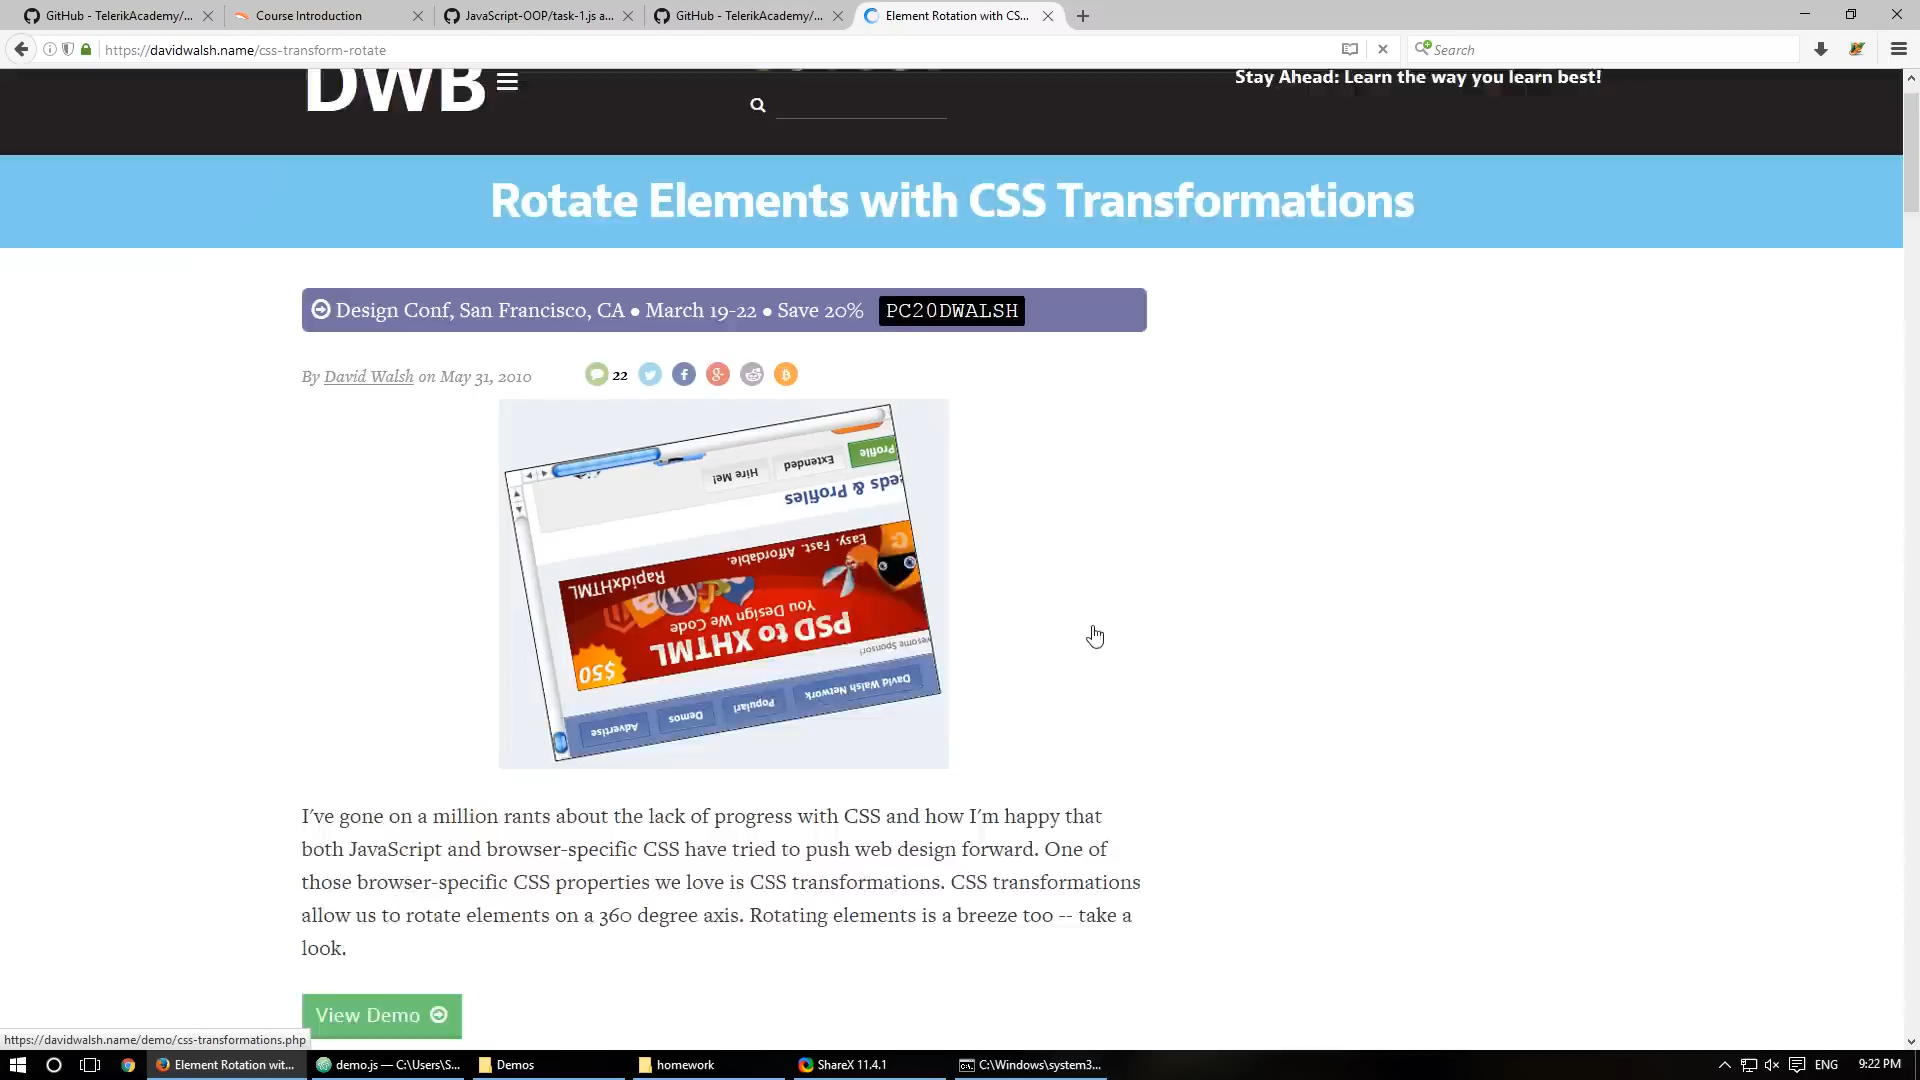 GitHub - TelerikAcademy/...
Course Introduction
JavaScript-OOP/task-1.js a...
GitHub - TelerikAcademy/...
Element Rotation with CS...
https://davidwalsh.name/css-transform-rotate
Search
DWB
Stay Ahead: Learn the way you learn best!
Rotate Elements with CSS Transformations
Design Conf, San Francisco, CA • March 19-22 • Save 20% PC20DWALSH
By David Walsh on May 31, 2010
22
Profile
Extended
Hire Me!
eds & Profiles
Easy. Fast. Affordable.
RapidxHTML
You Design We Code
PSD to XHTML
$50
wesome Sponsor!
David Walsh Network
Popular!
Demos
Advertise
I've gone on a million rants about the lack of progress with CSS and how I'm happy that
both JavaScript and browser-specific CSS have tried to push web design forward. One of
those browser-specific CSS properties we love is CSS transformations. CSS transformations
allow us to rotate elements on a 360 degree axis. Rotating elements is a breeze too -- take a
look.
View Demo
https://davidwalsh.name/demo/css-transformations.php
Element Rotation wit...
demo.js — C:\Users\S...
Demos
homework
ShareX 11.4.1
C:\Windows\system3...
ENG
9:22 PM